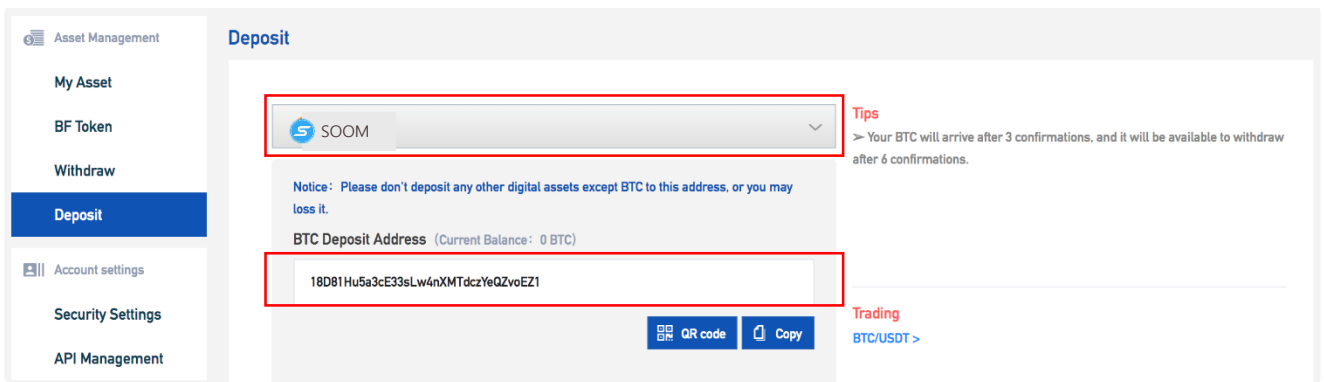 Asset Management
My Asset
BF Token
Withdraw
Deposit
Account settings
Security Settings
API Management
Deposit
SOOM
Notice: Please don't deposit any other digital assets except BTC to this address, or you may
loss it.
BTC Deposit Address (Current Balance: 0 BTC)
18D81Hu5a3cE33sLw4nXMTdczYeQZvoEZ1
QR code
Copy
Tips
➢ Your BTC will arrive after 3 confirmations, and it will be available to withdraw
after 6 confirmations.
Trading
BTC/USDT >